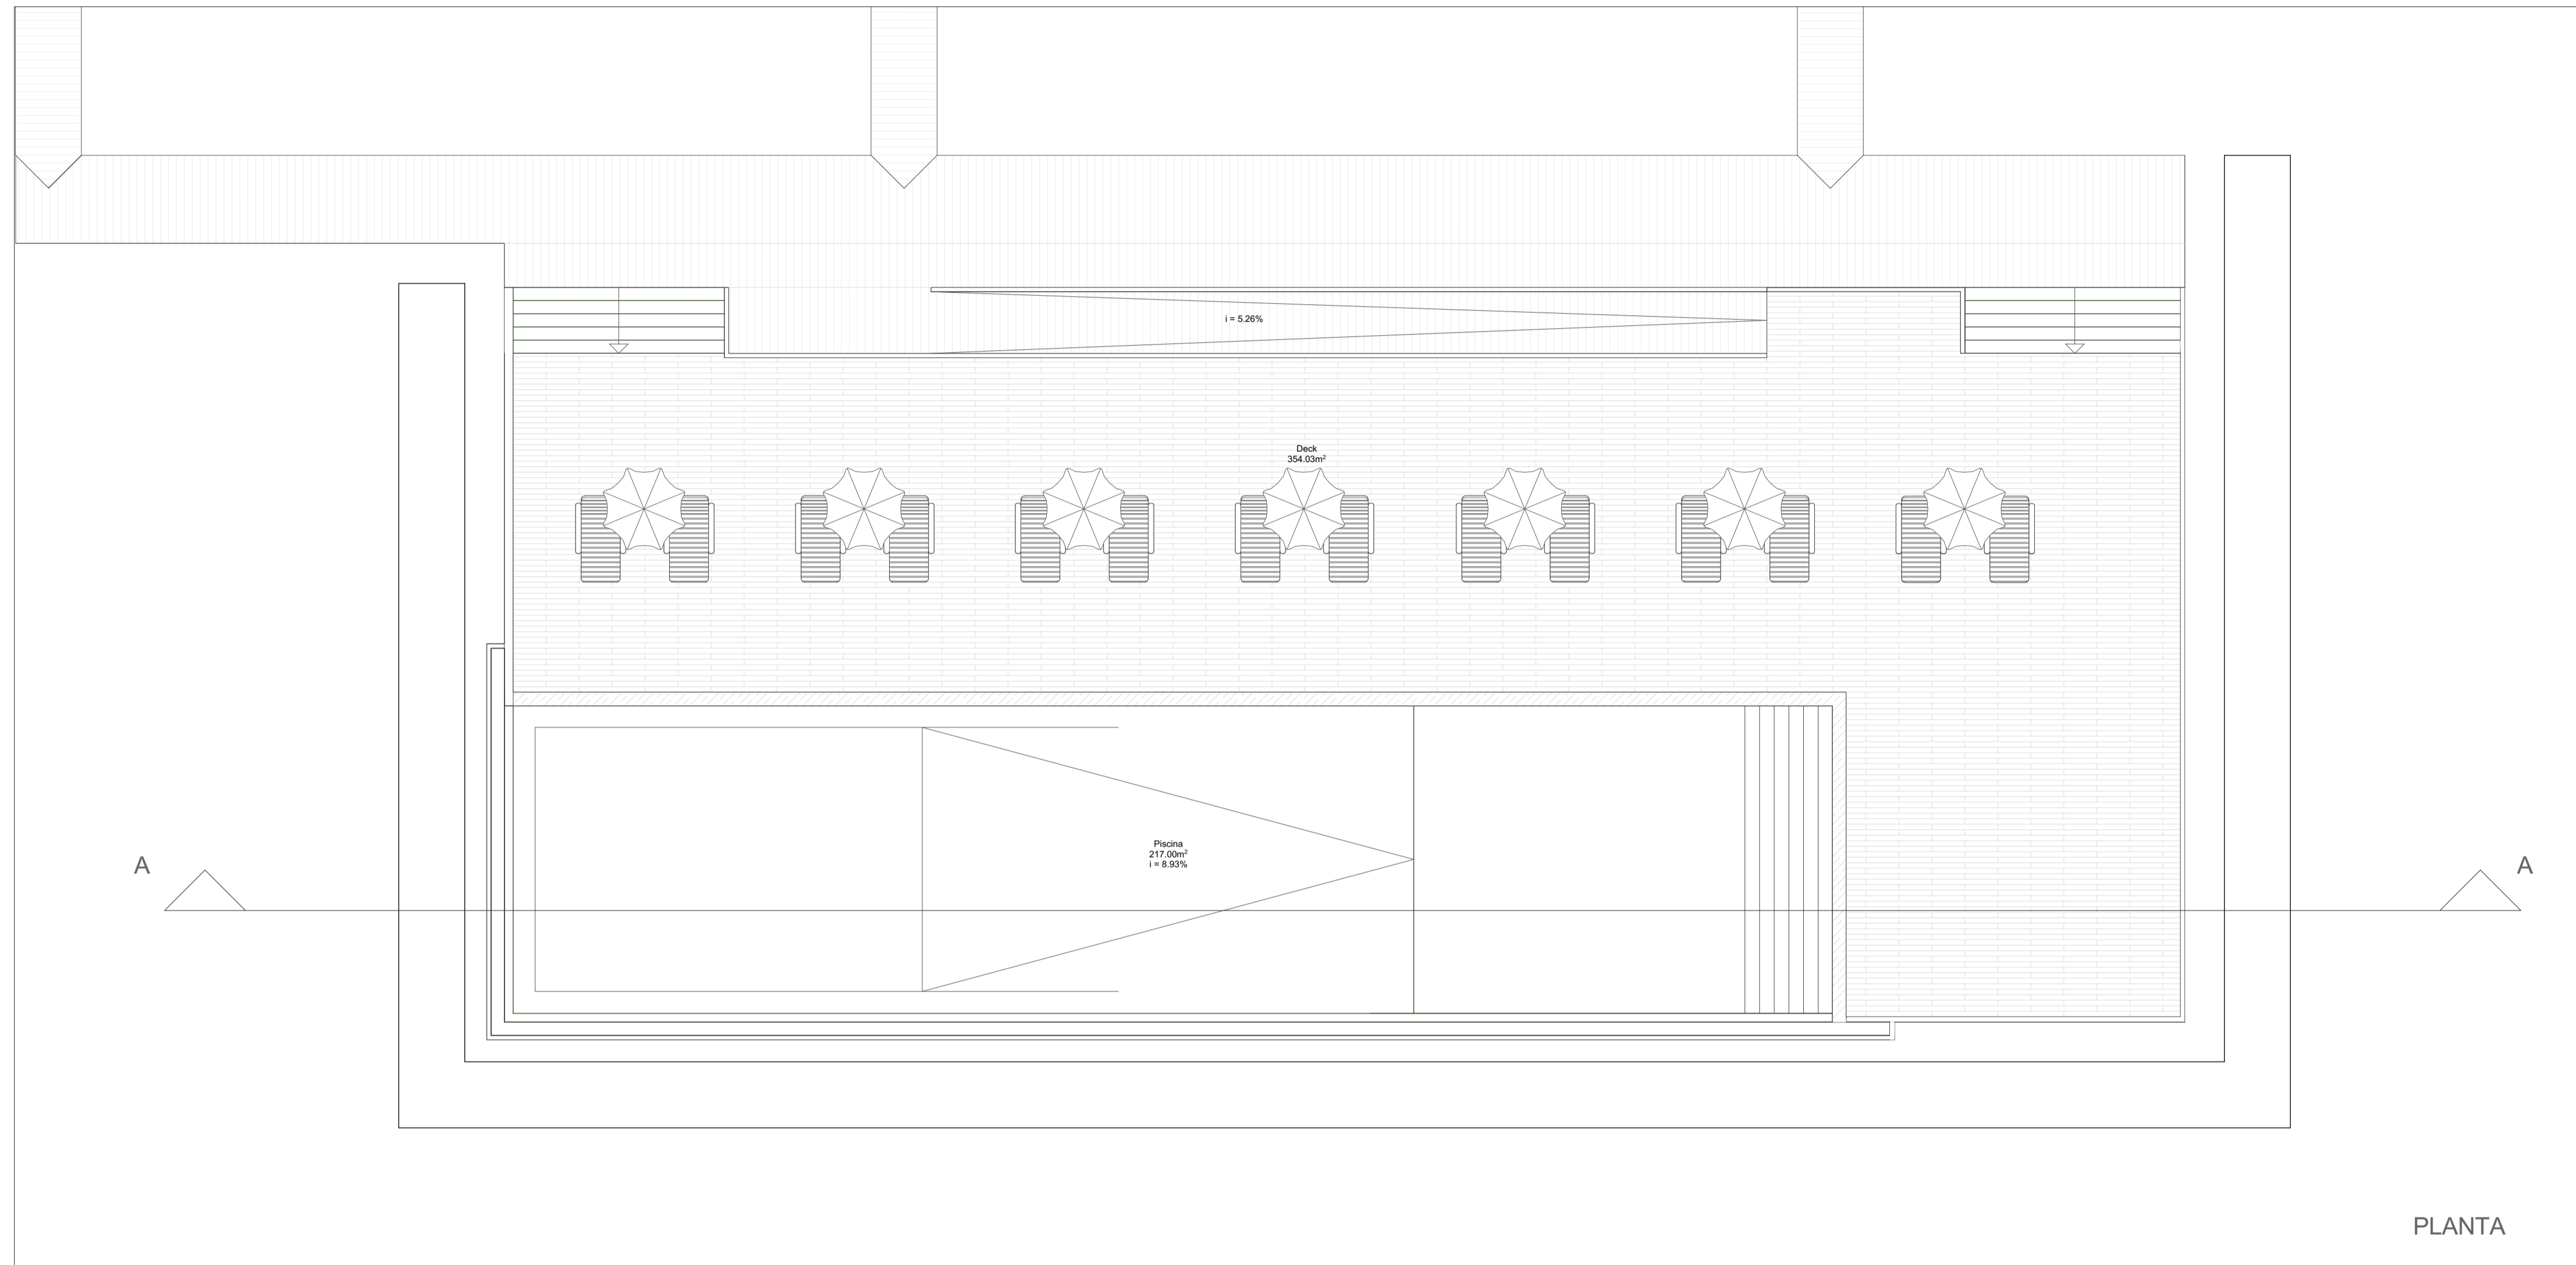 i = 5.26%
Deck
354.03m²
Piscina
217.00m²
i = 8.93%
A
A
PLANTA